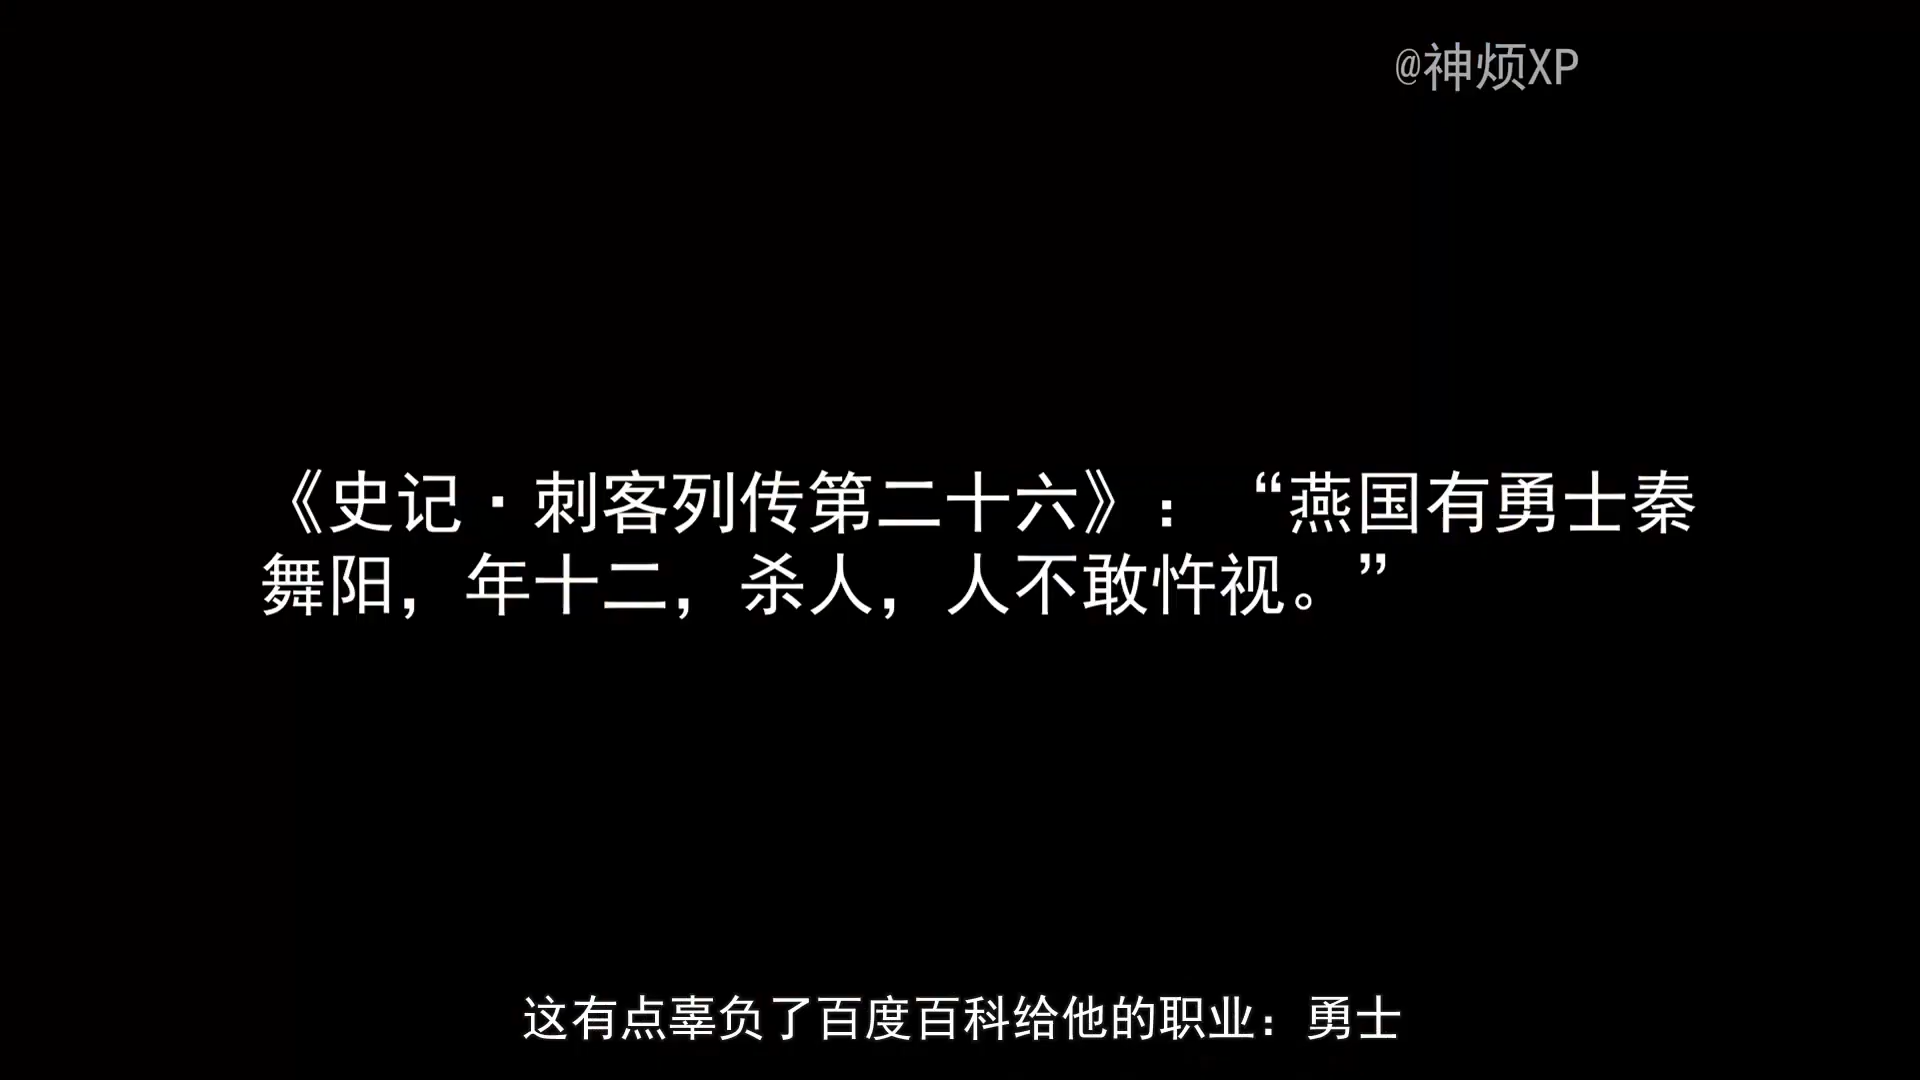 @神烦XP
《史记·刺客列传第二十六》：“燕国有勇士秦
舞阳，年十二，杀人，人不敢忤视。”
这有点辜负了百度百科给他的职业：勇士